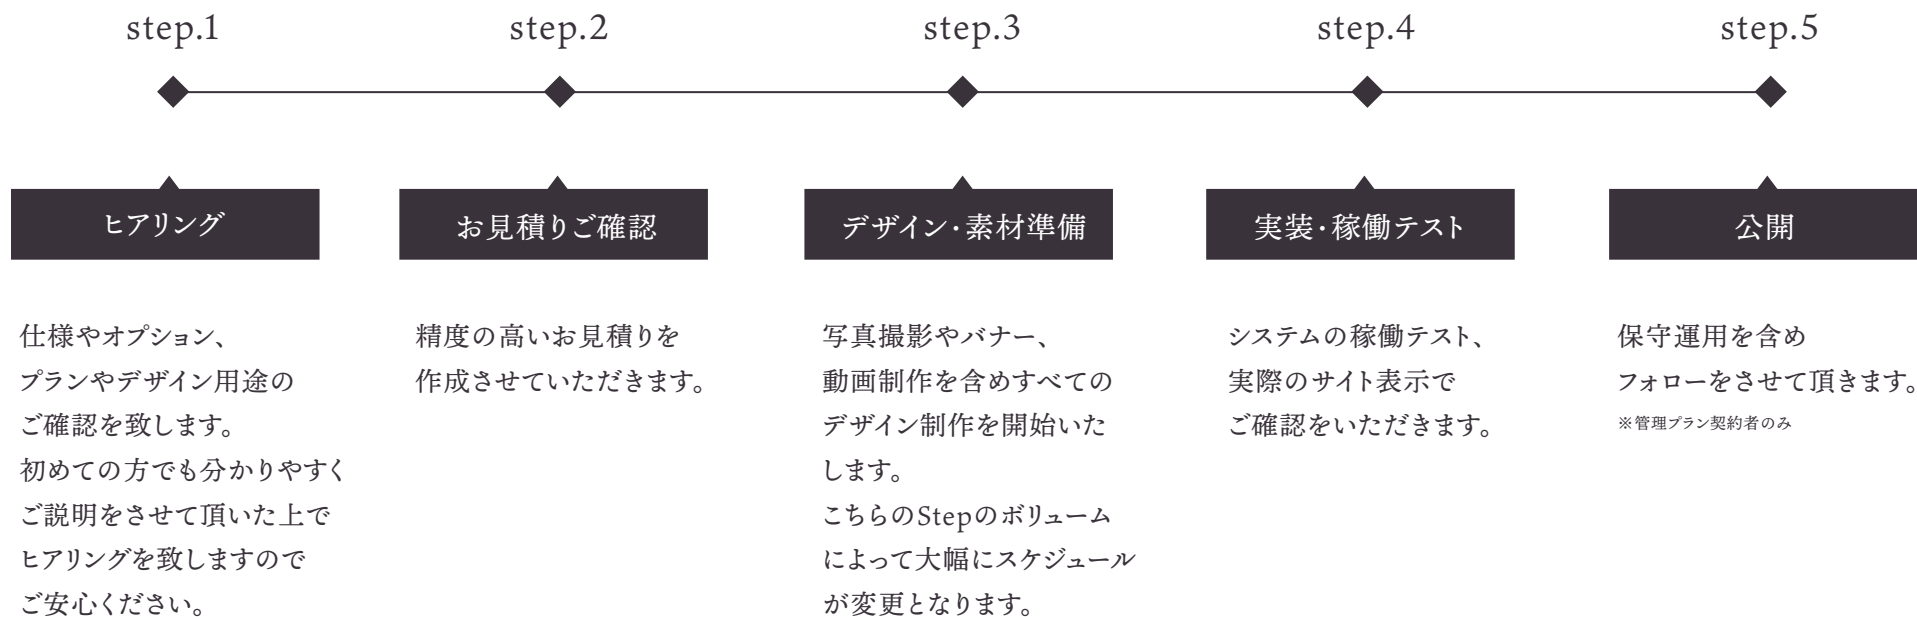 step.1
ヒアリング
仕様やオプション、
プランやデザイン用途の
ご確認を致します。
初めての方でも分かりやすく
ご説明をさせて頂いた上で
ヒアリングを致しますので
ご安心ください。
step.2
お見積りご確認
精度の高いお見積りを
作成させていただきます。
step.3
デザイン・素材準備
写真撮影やバナー、
動画制作を含めすべての
デザイン制作を開始いた
します。
こちらのStepのボリューム
によって大幅にスケジュール
が変更となります。
step.4
実装・稼働テスト
システムの稼働テスト、
実際のサイト表示で
ご確認をいただきます。
step.5
公開
保守運用を含め
フォローをさせて頂きます。
※管理プラン契約者のみ